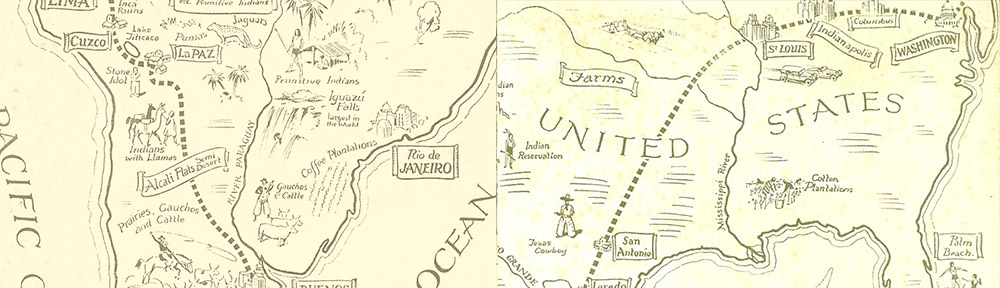 LIMA
Inca
Ruins
etc. Primitive Indians
Jaguars
Pumas
Lake
Titicaca
Cuzco
La PAZ
Stone
Idol
Primitive Indians
Iguazú
Falls
largest in
the world
Indians
with Llamas
RIVER PARAGUAY
Coffee Plantations
Rio de
JANEIRO
Alcali Flats
Semi
Desert
Gauchos
& Cattle
Prairies, Gauchos
and Cattle
BUENOS
PACIFIC
OCEAN
Columbus
Indianapolis
WASHINGTON
ST LOUIS
Farms
UNITED
STATES
Indian
Reservation
Mississippi River
Cotton
Plantations
Texas
Cowboy
San
Antonio
Palm
Beach
GRANDE
Laredo